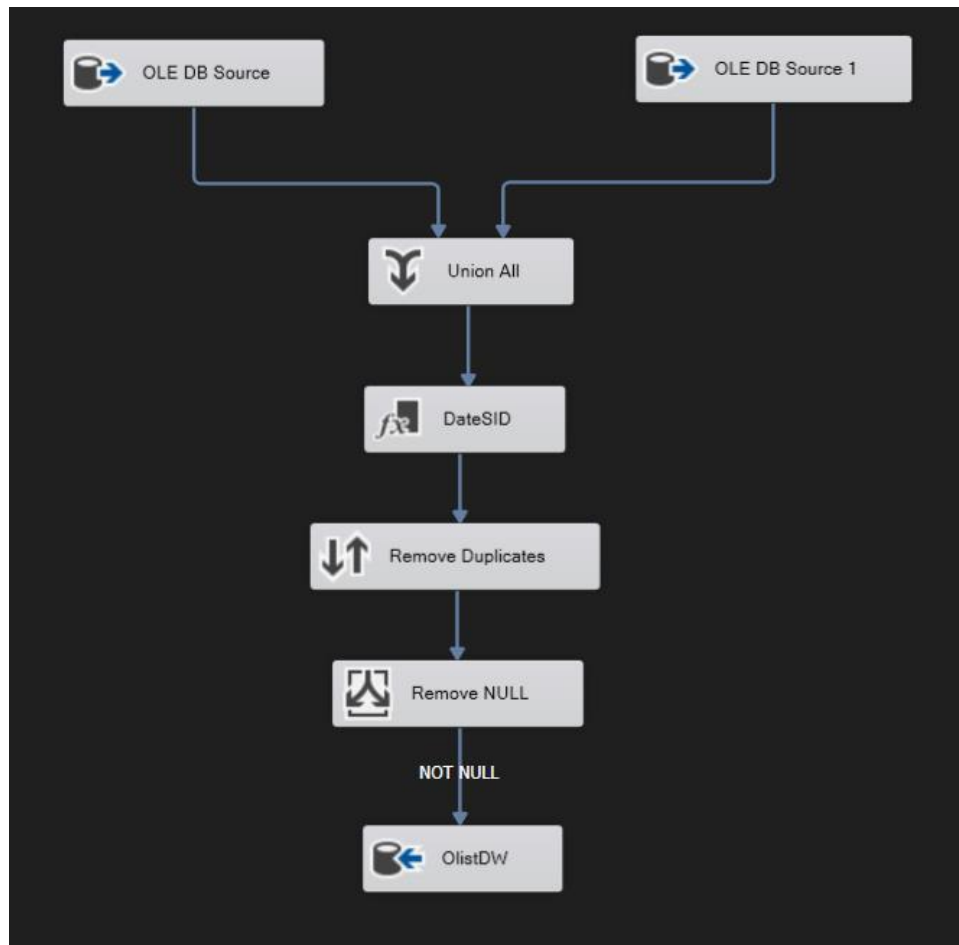 OLE DB Source
OLE DB Source 1
Union All
DateSID
Remove Duplicates
Remove NULL
NOT NULL
OlistDW